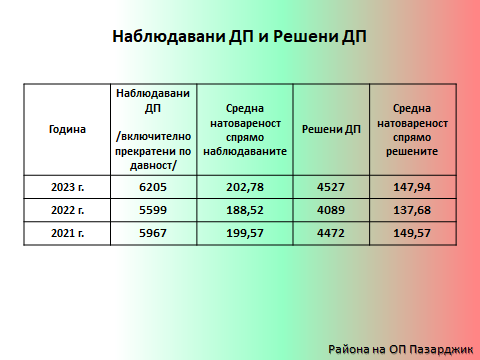 Наблюдавани ДП и Решени ДП
Година
Наблюдавани
ДП
/включително
прекратени по
давност/
Средна
натовареност
спрямо
наблюдаваните
Решени ДП
Средна
натовареност
спрямо
решените
2023 г. 6205 202,78 4527 147,94
2022 г. 5599 188,52 4089 137,68
2021 г. 5967 199,57 4472 149,57
Района на ОП Пазарджик